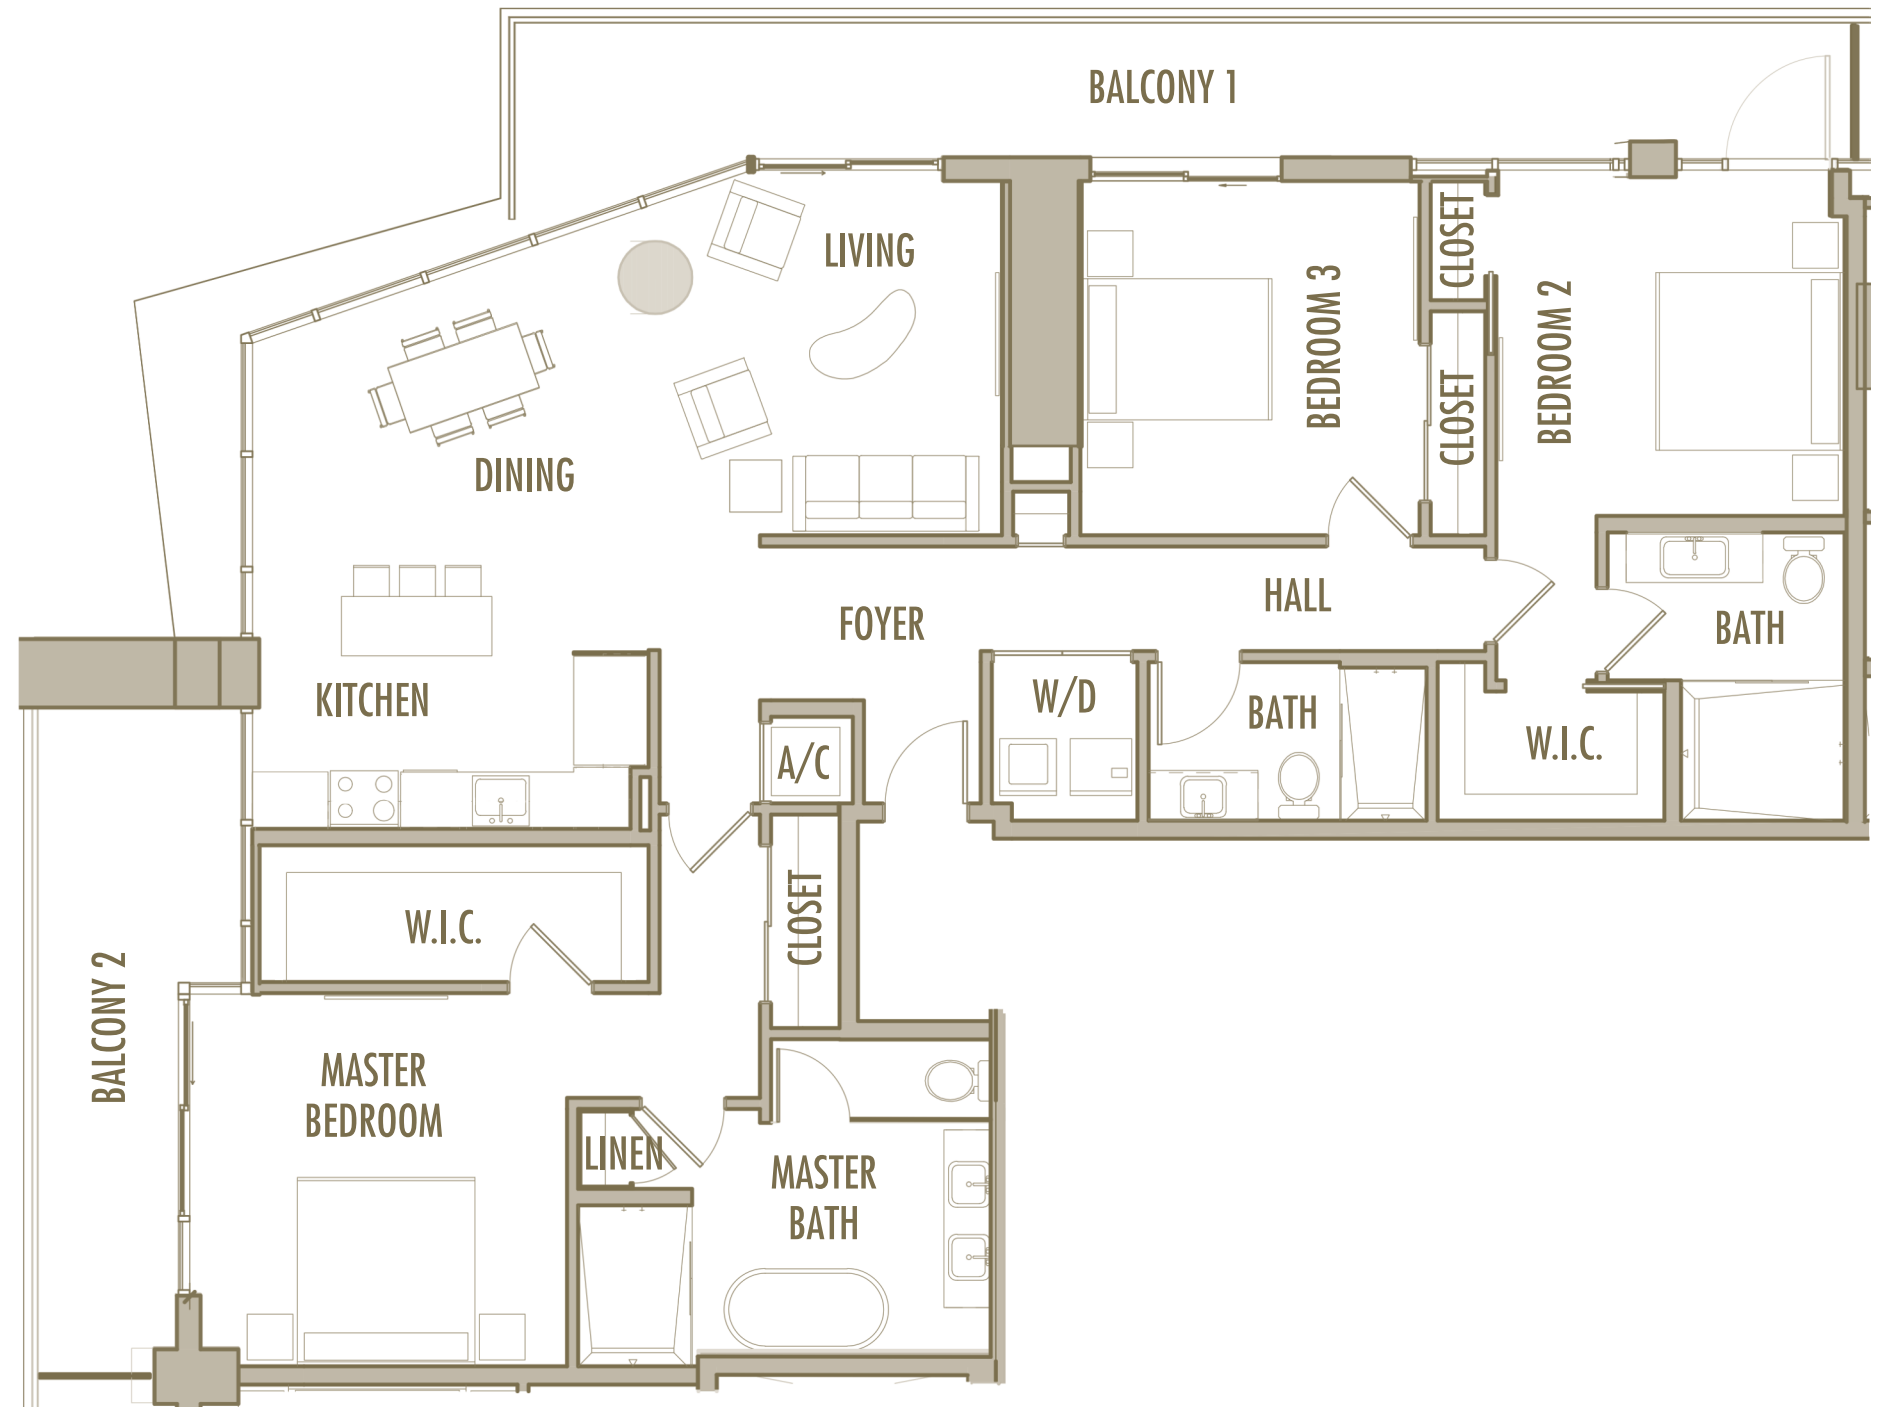 BALCONY 1
LIVING
CLOSET
BEDROOM 3
BEDROOM 2
CLOSET
DINING
HALL
FOYER
BATH
KITCHEN
W/D
BATH
W.I.C.
A/C
W.I.C.
CLOSET
BALCONY 2
MASTER
BEDROOM
LINEN
MASTER
BATH